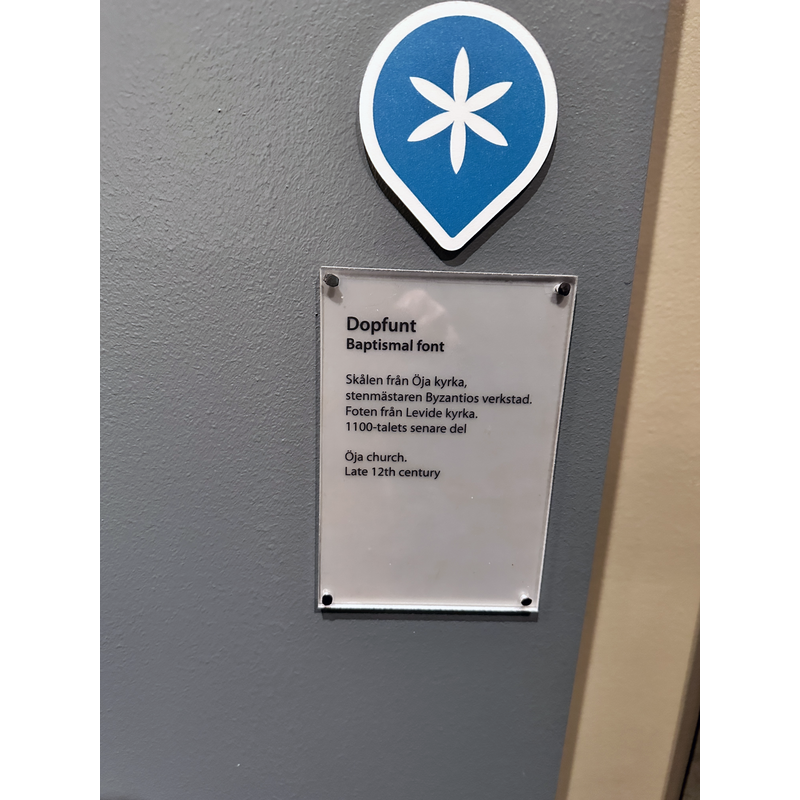 Dopfunt
Baptismal font
Skålen från Öja kyrka,
stenmästaren Byzantios verkstad.
Foten från Levide kyrka.
1100-talets senare del
Öja church.
Late 12th century